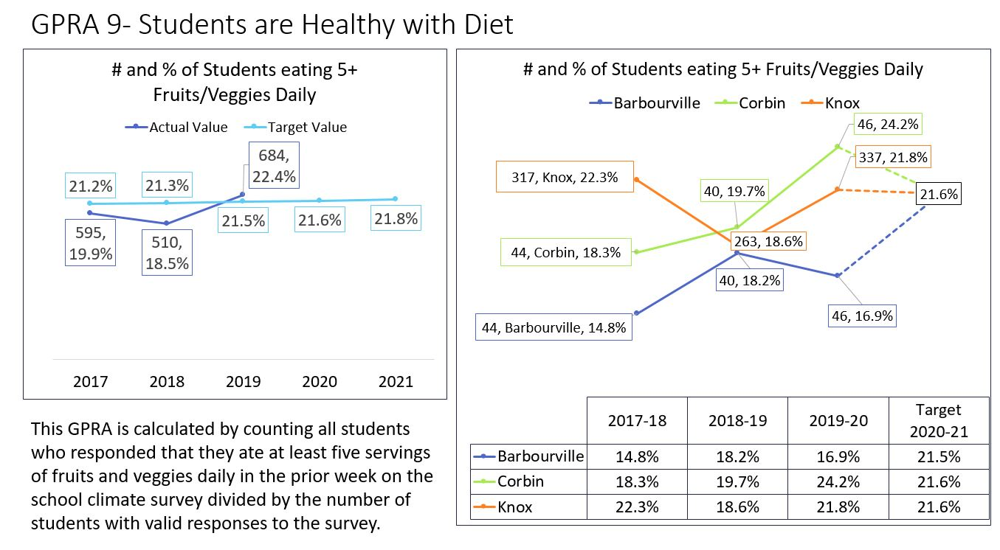 GPRA 9- Students are Healthy with Diet
# and % of Students eating 5+
Fruits/Veggies Daily
Actual Value
Target Value
684,
22.4%
21.2%
21.3%
21.5%
21.6%
21.8%
595,
19.9%
510,
18.5%
2017
2018
2019
2020
2021
This GPRA is calculated by counting all students
who responded that they ate at least five servings
of fruits and veggies daily in the prior week on the
school climate survey divided by the number of
students with valid responses to the survey.
# and % of Students eating 5+ Fruits/Veggies Daily
Barbourville
Corbin
Knox
46, 24.2%
337, 21.8%
317, Knox, 22.3%
40, 19.7%
21.6%
263, 18.6%
44, Corbin, 18.3%
40, 18.2%
46, 16.9%
44, Barbourville, 14.8%
2017-18 2018-19 2019-20 Target
2020-21
Barbourville 14.8% 18.2% 16.9% 21.5%
Corbin 18.3% 19.7% 24.2% 21.6%
Knox 22.3% 18.6% 21.8% 21.6%